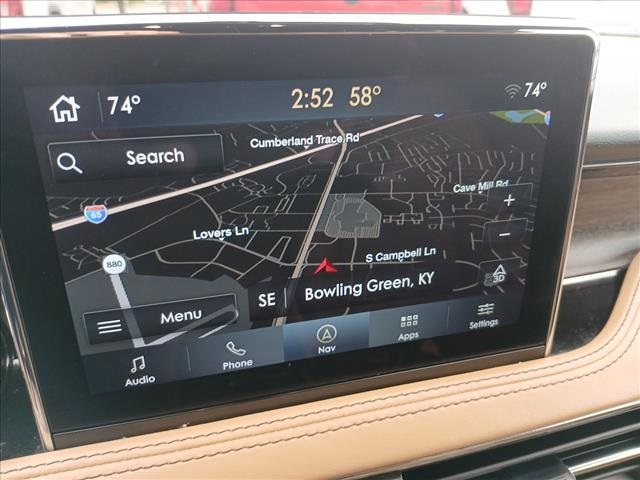 74° 2:52 58° 74°
Cumberland Trace Rd
Search
Cave Mill Rd
+
65
Lovers Ln
−
S Campbell Ln
880
3D
SE Bowling Green, KY
Menu
Audio Phone Nav Apps Settings